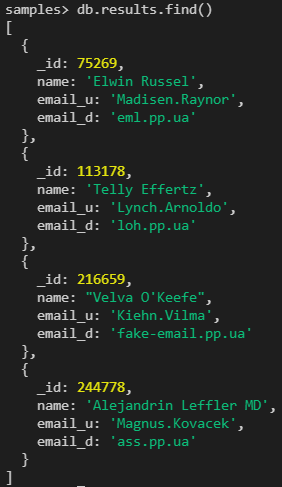 samples> db.results.find()
[
  {
    _id: 75269,
    name: 'Elwin Russel',
    email_u: 'Madisen.Raynor',
    email_d: 'eml.pp.ua'
  },
  {
    _id: 113178,
    name: 'Telly Effertz',
    email_u: 'Lynch.Arnoldo',
    email_d: 'loh.pp.ua'
  },
  {
    _id: 216659,
    name: "Velva O'Keefe",
    email_u: 'Kiehn.Vilma',
    email_d: 'fake-email.pp.ua'
  },
  {
    _id: 244778,
    name: 'Alejandrin Leffler MD',
    email_u: 'Magnus.Kovacek',
    email_d: 'ass.pp.ua'
  }
]